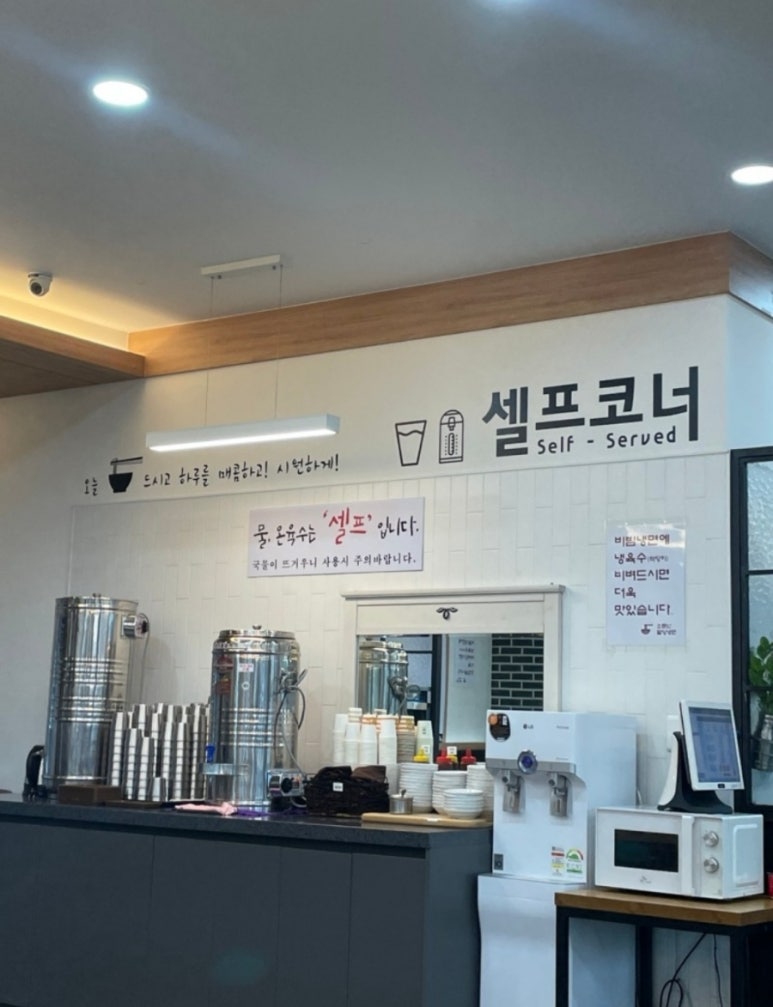 셀프코너
Self - Served
오늘 드시고 하루를 매콤하고! 시원하게!
물, 온육수는 '셀프' 입니다.
국물이 뜨거우니 사용시 주의바랍니다.
비빔냉면에
냉육수
비벼드시면
더욱
맛있습니다.
LG